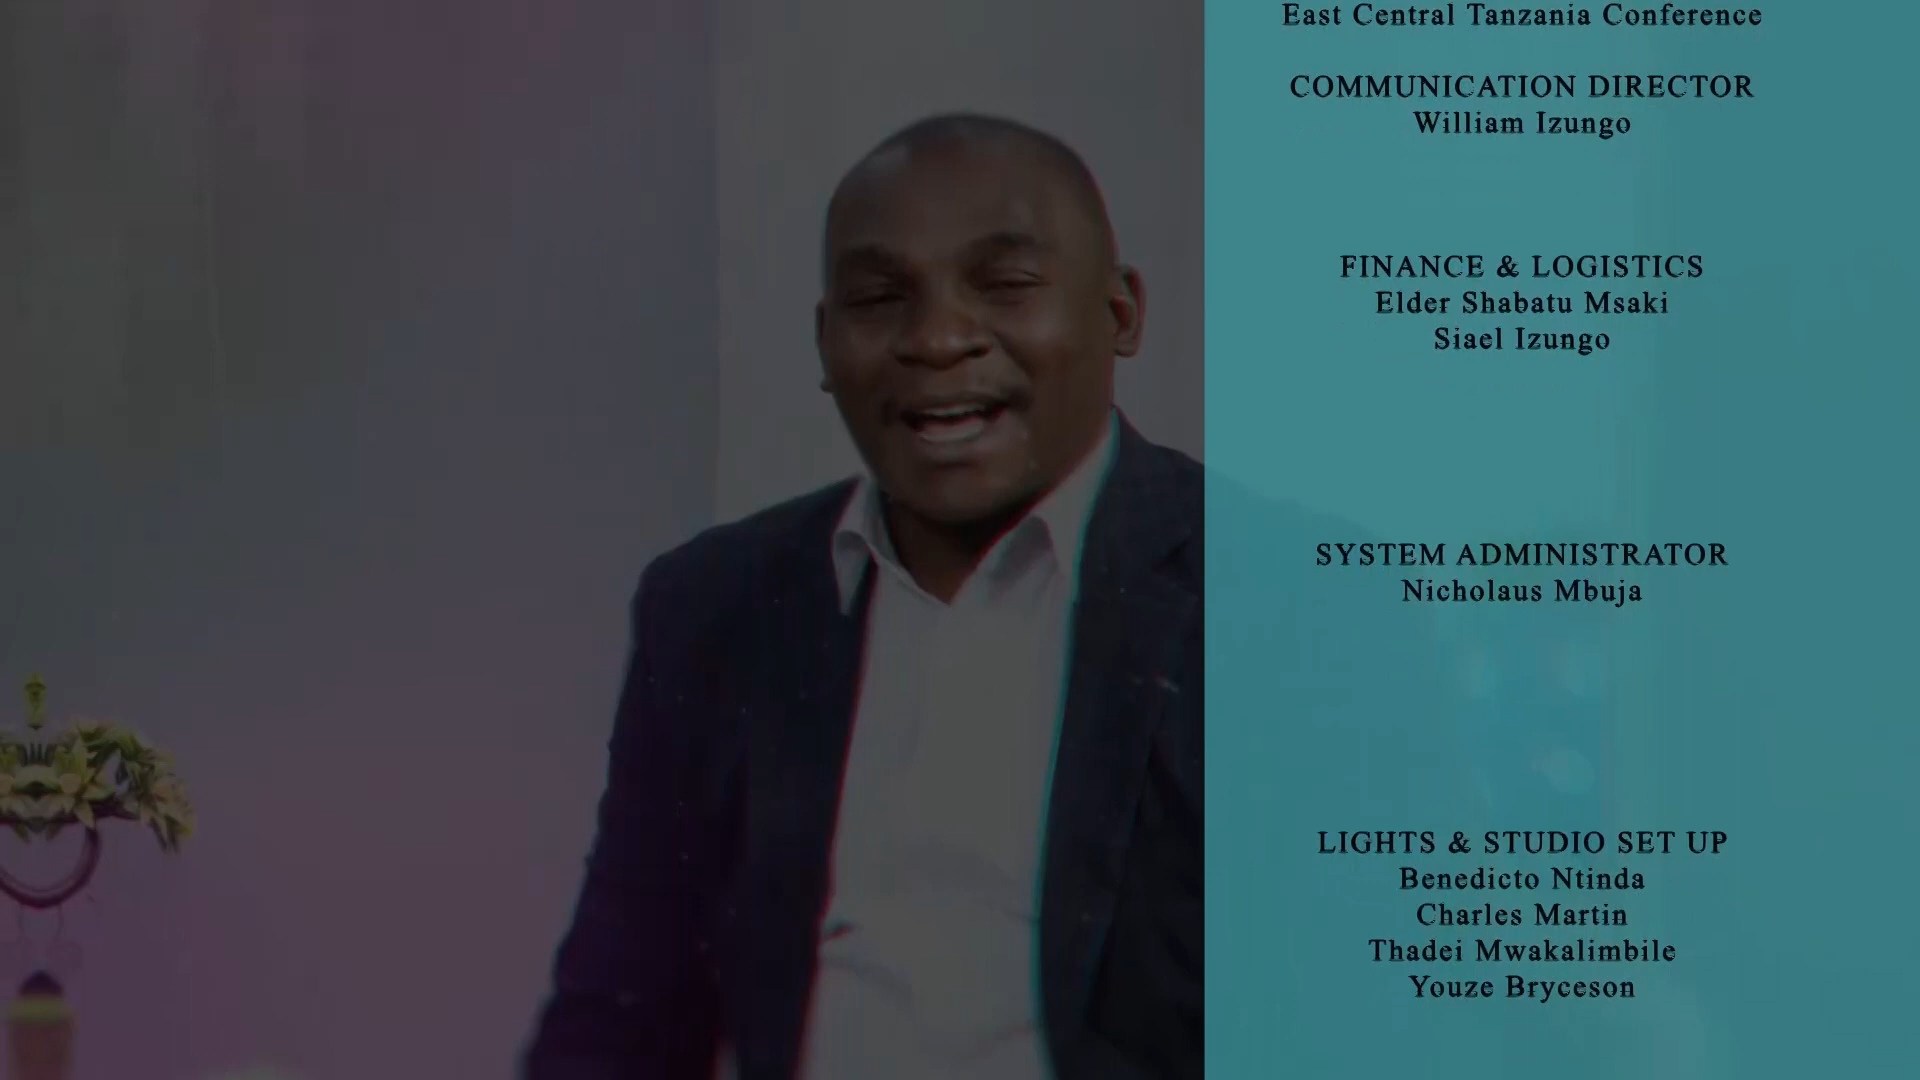 East Central Tanzania Conference
COMMUNICATION DIRECTOR
William Izungo
FINANCE & LOGISTICS
Elder Shabatu Msaki
Siael Izungo
SYSTEM ADMINISTRATOR
Nicholaus Mbuja
LIGHTS & STUDIO SET UP
Benedicto Ntinda
Charles Martin
Thadei Mwakalimbile
Youze Bryceson